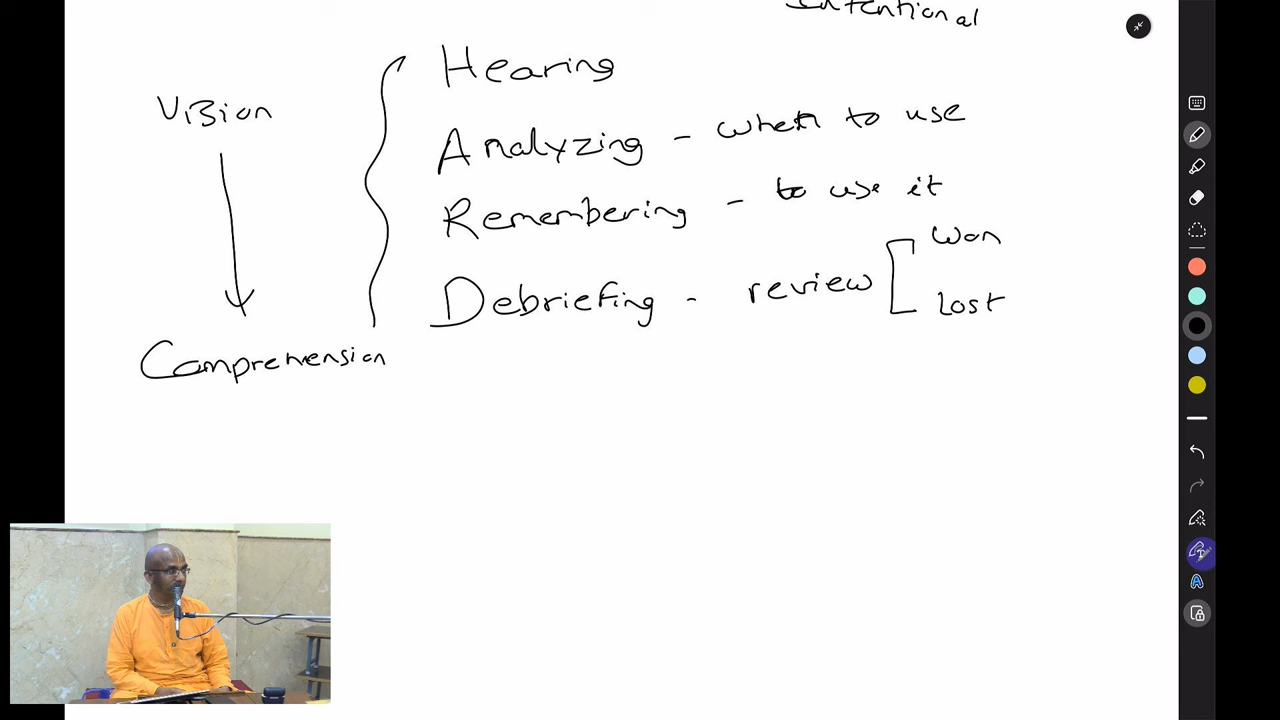 Intentional
Hearing
Vision
Analyzing - when to use
Remembering - to use it
Debriefing - review
won
lost
Comprehension